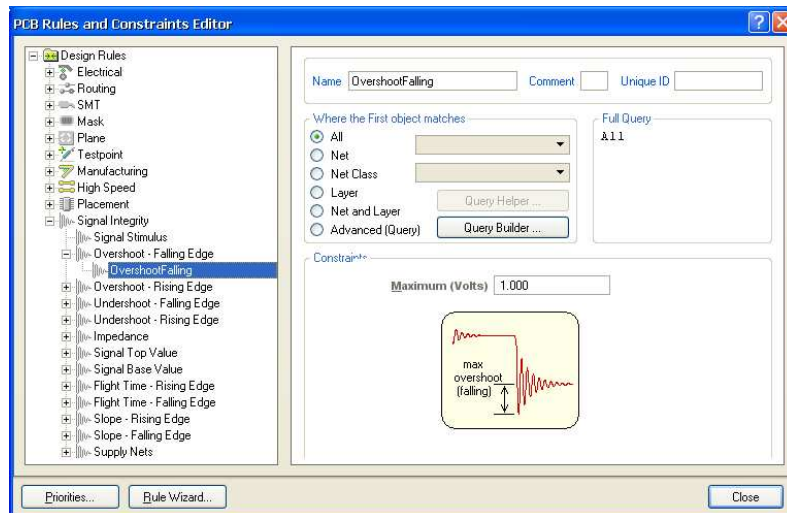 PCB Rules and Constraints Editor
Design Rules
Electrical
Routing
SMT
Mask
Plane
Testpoint
Manufacturing
High Speed
Placement
Signal Integrity
Signal Stimulus
Overshoot - Falling Edge
OvershootFalling
Overshoot - Rising Edge
Undershoot - Falling Edge
Undershoot - Rising Edge
Impedance
Signal Top Value
Signal Base Value
Flight Time - Rising Edge
Flight Time - Falling Edge
Slope - Rising Edge
Slope - Falling Edge
Supply Nets
Name OvershootFalling Comment Unique ID
Where the First object matches
All
Net
Net Class
Layer
Net and Layer
Advanced (Query)
Query Helper ...
Query Builder ...
Full Query
All
Constraints
Maximum (Volts) 1.000
max
overshoot
(falling)
Priorities...
Rule Wizard...
Close